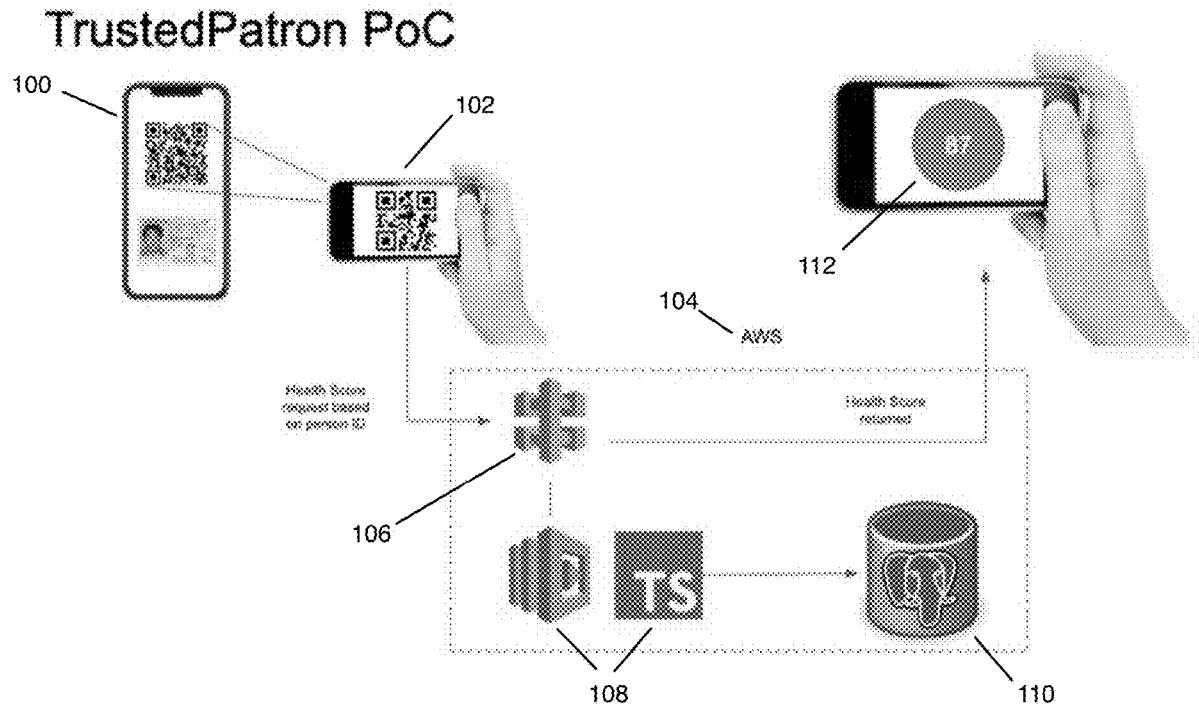 TrustedPatron PoC
100
102
112
104
AWS
Health Score
request based
on person ID
Health Score
returned
106
TS
108
110